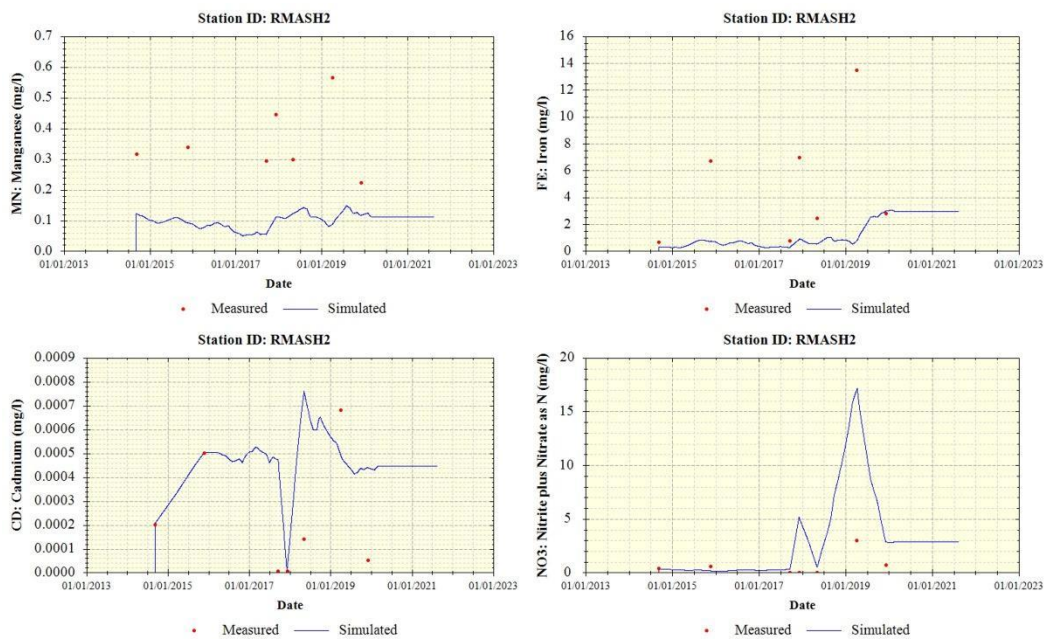 Station ID: RMASH2
MN: Manganese (mg/l)
0.7
0.6
0.5
0.4
0.3
0.2
0.1
0.0
01/01/2013 01/01/2015 01/01/2017 01/01/2019 01/01/2021 01/01/2023
Date
Measured Simulated
Station ID: RMASH2
FE: Iron (mg/l)
16
14
12
10
8
6
4
2
0
01/01/2013 01/01/2015 01/01/2017 01/01/2019 01/01/2021 01/01/2023
Date
Measured Simulated
Station ID: RMASH2
CD: Cadmium (mg/l)
0.0009
0.0008
0.0007
0.0006
0.0005
0.0004
0.0003
0.0002
0.0001
0.0000
01/01/2013 01/01/2015 01/01/2017 01/01/2019 01/01/2021 01/01/2023
Date
Measured Simulated
Station ID: RMASH2
NO3: Nitrite plus Nitrate as N (mg/l)
20
15
10
5
0
01/01/2013 01/01/2015 01/01/2017 01/01/2019 01/01/2021 01/01/2023
Date
Measured Simulated